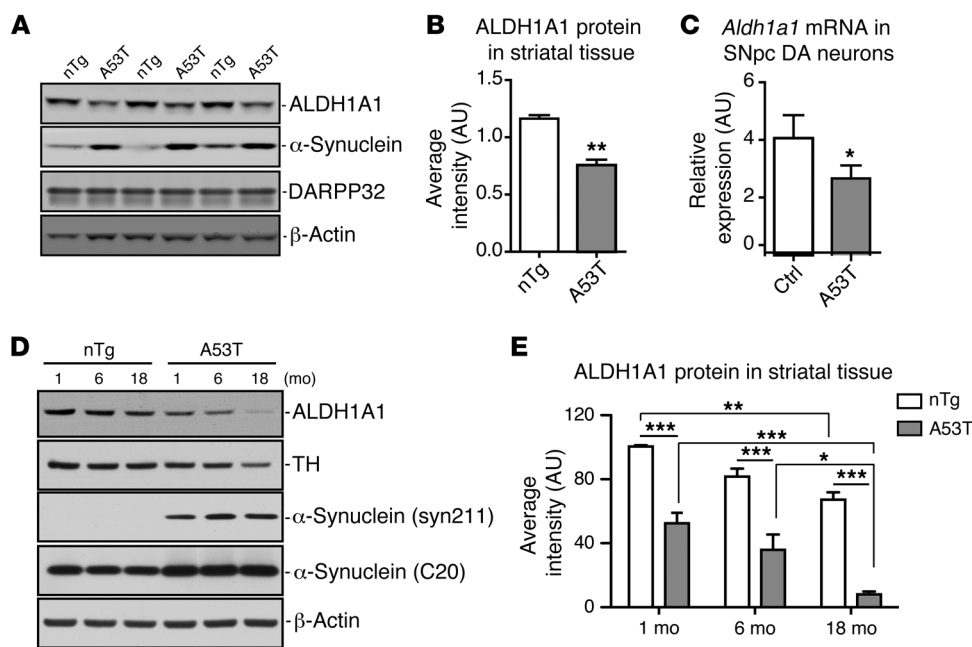 A
nTg A53T nTg A53T nTg A53T
-ALDH1A1
-α-Synuclein
-DARPP32
-β-Actin
B
ALDH1A1 protein
in striatal tissue
Average
intensity (AU)
1.5
1.0
0.5
0.0
**
nTg
A53T
C
Aldh1a1 mRNA in
SNpc DA neurons
Relative
expression (AU)
6
4
2
0
*
Ctrl
A53T
D
nTg A53T
1 6 18 1 6 18 (mo)
-ALDH1A1
-TH
-α-Synuclein (syn211)
-α-Synuclein (C20)
-β-Actin
E
ALDH1A1 protein in striatal tissue
nTg
A53T
Average
intensity (AU)
120
80
40
0
**
***
***
***
*
***
1 mo 6 mo 18 mo